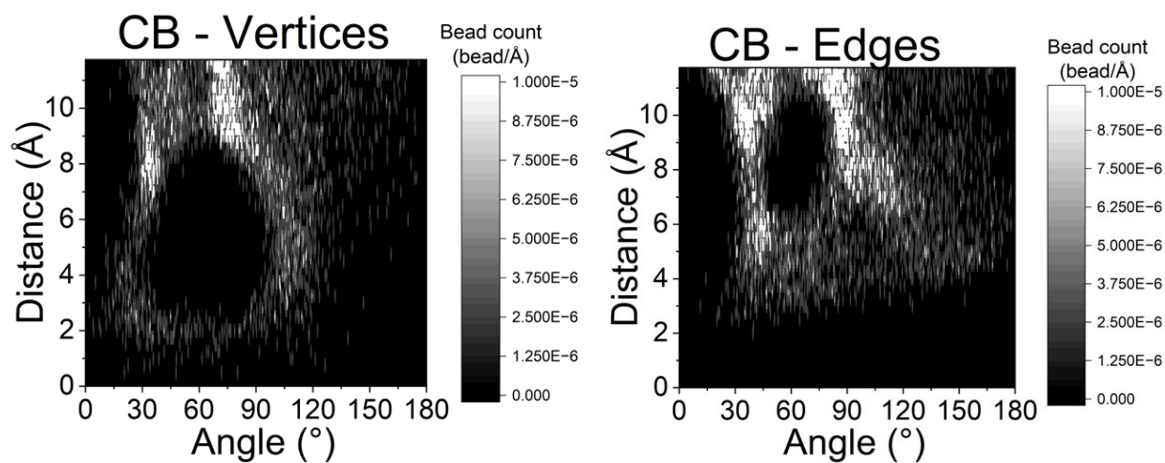 CB - Vertices
Bead count
(bead/Å)
1.000E-5
8.750E-6
7.500E-6
6.250E-6
5.000E-6
3.750E-6
2.500E-6
1.250E-6
0.000
Distance (Å)
10
8
6
4
2
0
0 30 60 90 120 150 180
Angle (°)
CB - Edges
Bead count
(bead/Å)
1.000E-5
8.750E-6
7.500E-6
6.250E-6
5.000E-6
3.750E-6
2.500E-6
1.250E-6
0.000
Distance (Å)
10
8
6
4
2
0
0 30 60 90 120 150 180
Angle (°)